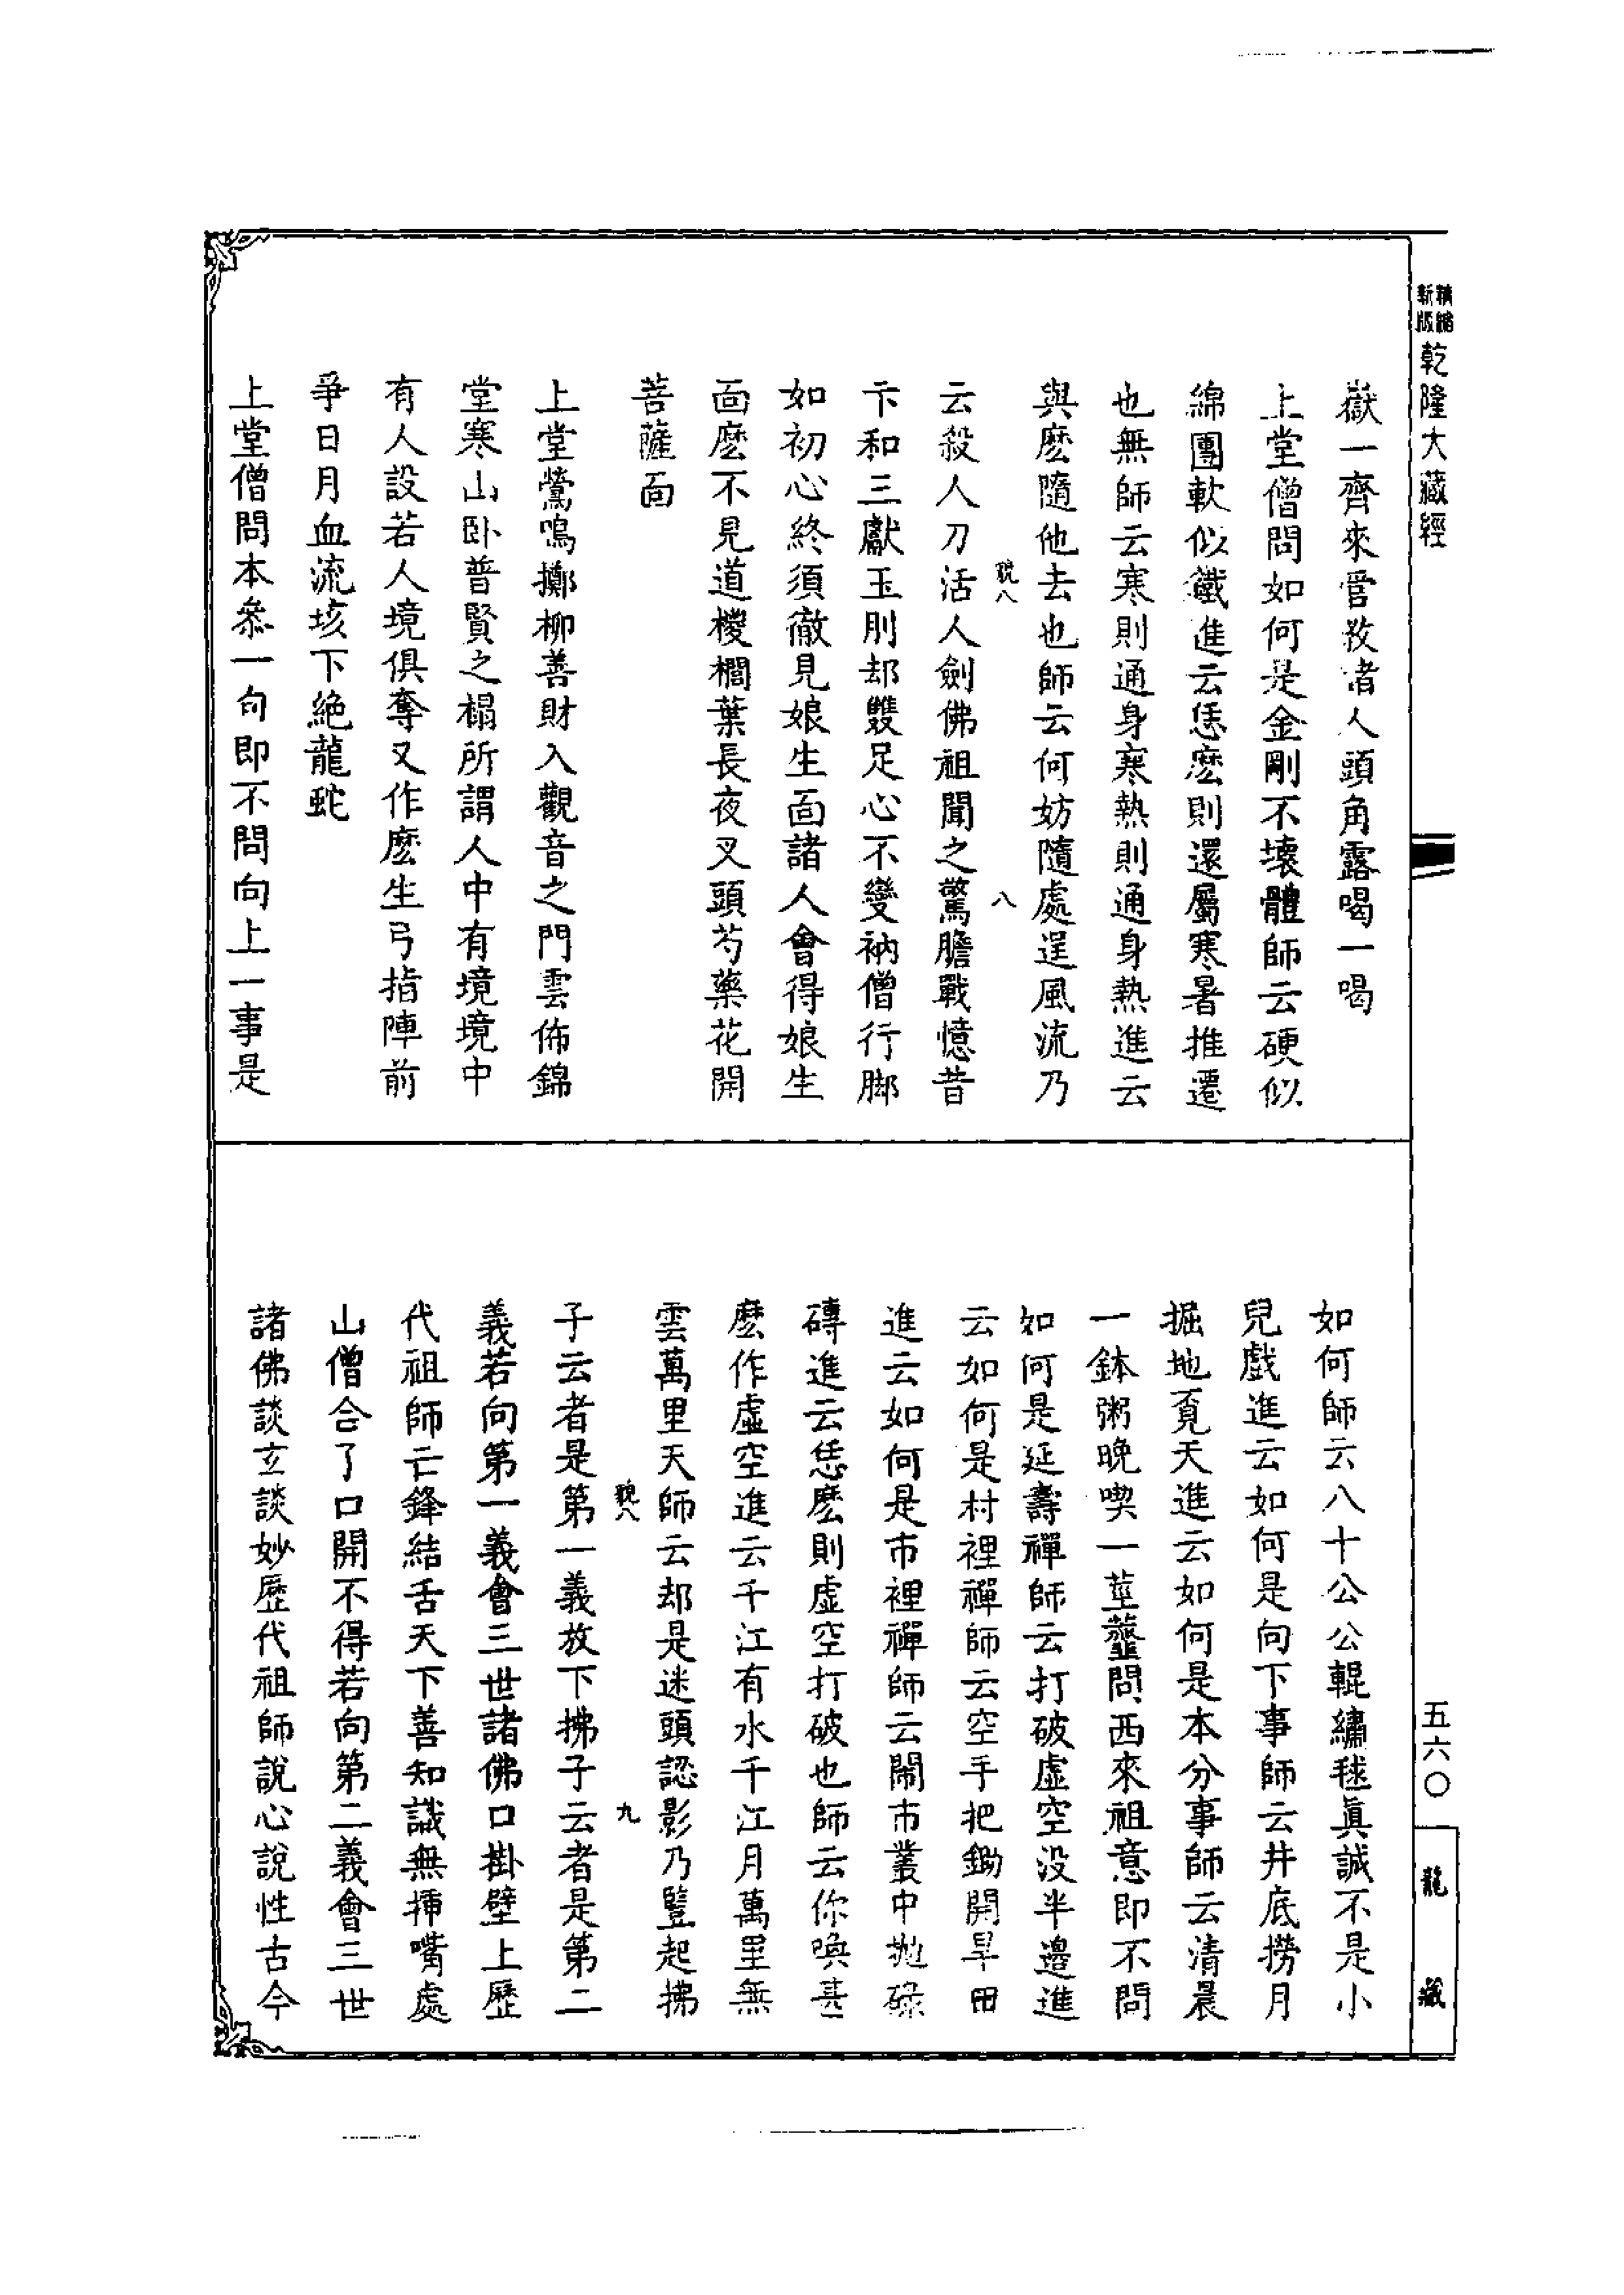 精縮
新版
乾隆大藏經
嶽一齊來管教諸人頭角露喝一喝
上堂僧問如何是金剛不壞體師云硬似
綿團軟似鐵進云恁麽則還屬寒暑推遷
也無師云寒則通身寒熱則通身熱進云
與麽隨他去也師云何妨隨處逞風流乃
八
云殺人刀活人劍佛祖聞之驚膽戰憶昔
卞和三獻玉刖却雙足心不變衲僧行脚
如初心終須徹見娘生面諸人會得娘生
面麽不見道椶櫚葉長夜叉頭芍藥花開
菩薩面
上堂鶯鳴擲柳善財入觀音之門雲佈錦
堂寒山臥普賢之榻所謂人中有境境中
有人設若人境俱奪又作麽生弓指陣前
爭日月血流垓下絕龍蛇
上堂僧問本叅一句即不問向上一事是
如何師云八十公公輥繡毬眞誠不是小
兒戲進云如何是向下事師云井底撈月
掘地覓天進云如何是本分事師云清晨
一鉢粥晚喫一莖虀問西來祖意即不問
如何是延壽禪師云打破虛空没半邊進
云如何是村裡禪師云空手把鋤開旱田
進云如何是市裡禪師云鬧市叢中拋碌
磚進云恁麽則虛空打破也師云你喚甚
麽作虛空進云千江有水千江月萬里無
雲萬里天師云却是迷頭認影乃豎起拂
九
子云者是第一義放下拂子云者是第二
義若向第一義會三世諸佛口掛壁上歷
代祖師亡鋒結舌天下善知識無揷嘴處
山僧合了口開不得若向第二義會三世
諸佛談玄談妙歷代祖師說心說性古今
五六〇
龍藏